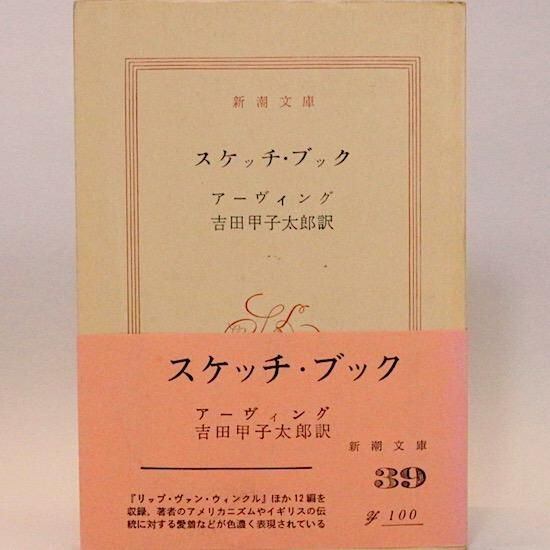 新潮文庫
スケッチ・ブック
アーヴィング
吉田甲子太郎訳
スケッチ・ブック
アーヴィング
吉田甲子太郎訳
新潮文庫
39
『リップ・ヴァン・ウィンクル』ほか12編を
収録。著者のアメリカニズムやイギリスの伝
統に対する愛着などが色濃く表現されている
¥ 100